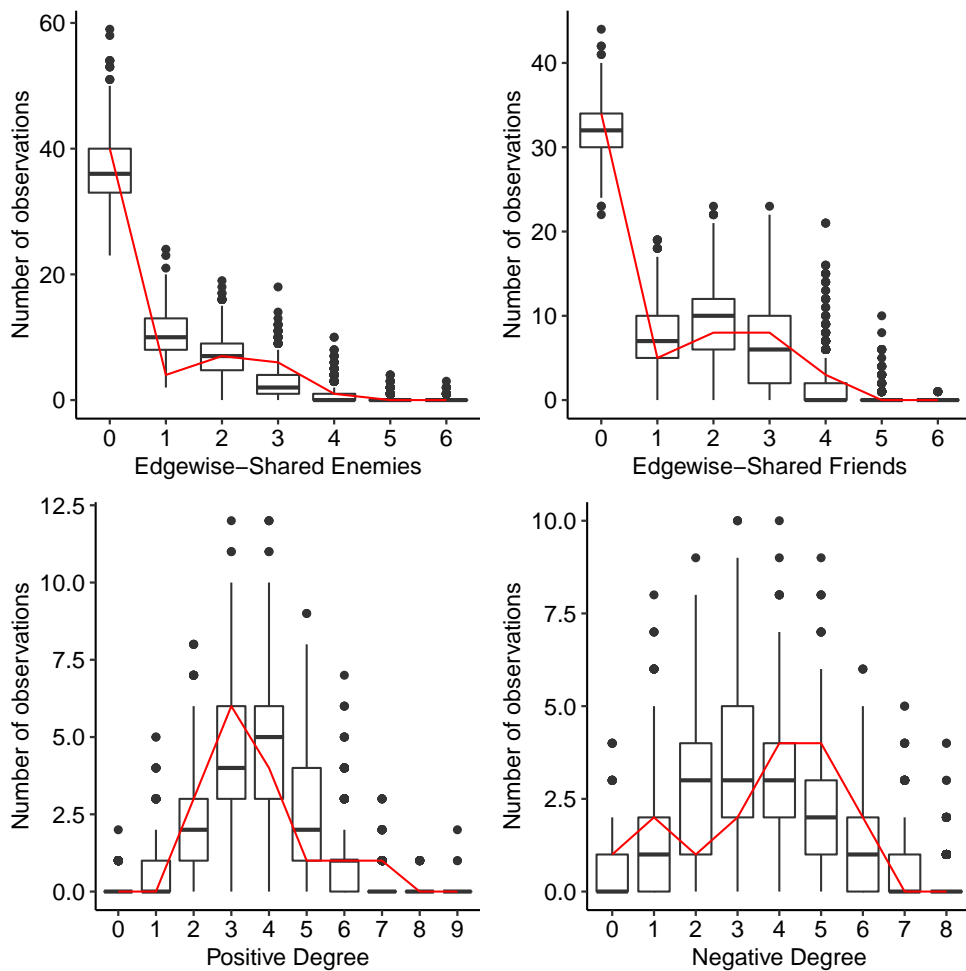 60
40
20
0
Number of observations
0 1 2 3 4 5 6
Edgewise−Shared Enemies
40
30
20
10
0
Number of observations
0 1 2 3 4 5 6
Edgewise−Shared Friends
12.5
10.0
7.5
5.0
2.5
0.0
Number of observations
0 1 2 3 4 5 6 7 8 9
Positive Degree
10.0
7.5
5.0
2.5
0.0
Number of observations
0 1 2 3 4 5 6 7 8
Negative Degree